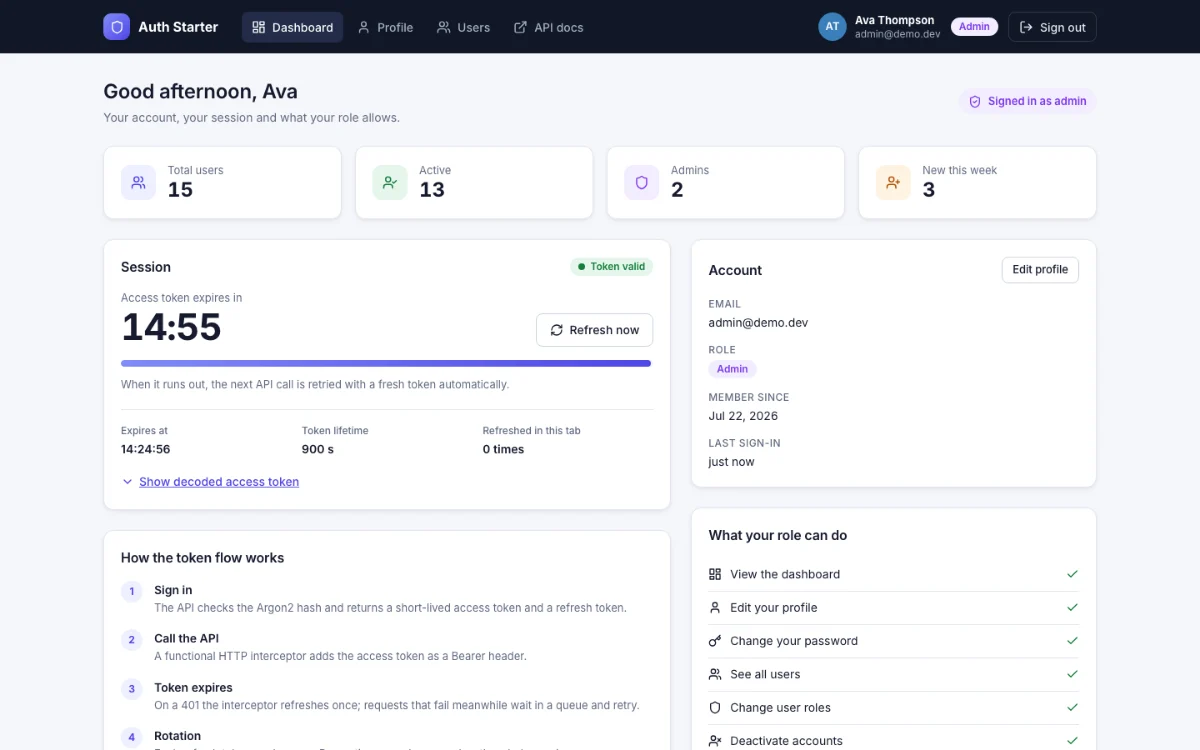 Auth Starter
Dashboard
Profile
Users
API docs
AT
Ava Thompson
admin@demo.dev
Admin
Sign out
Good afternoon, Ava
Your account, your session and what your role allows.
Signed in as admin
Total users
15
Active
13
Admins
2
New this week
3
Session
Token valid
Access token expires in
14:55
Refresh now
When it runs out, the next API call is retried with a fresh token automatically.
Expires at
14:24:56
Token lifetime
900 s
Refreshed in this tab
0 times
Show decoded access token
Account
Edit profile
EMAIL
admin@demo.dev
ROLE
Admin
MEMBER SINCE
Jul 22, 2026
LAST SIGN-IN
just now
How the token flow works
1
Sign in
The API checks the Argon2 hash and returns a short-lived access token and a refresh token.
2
Call the API
A functional HTTP interceptor adds the access token as a Bearer header.
3
Token expires
On a 401 the interceptor refreshes once; requests that fail meanwhile wait in a queue and retry.
4
Rotation
What your role can do
View the dashboard
Edit your profile
Change your password
See all users
Change user roles
Deactivate accounts